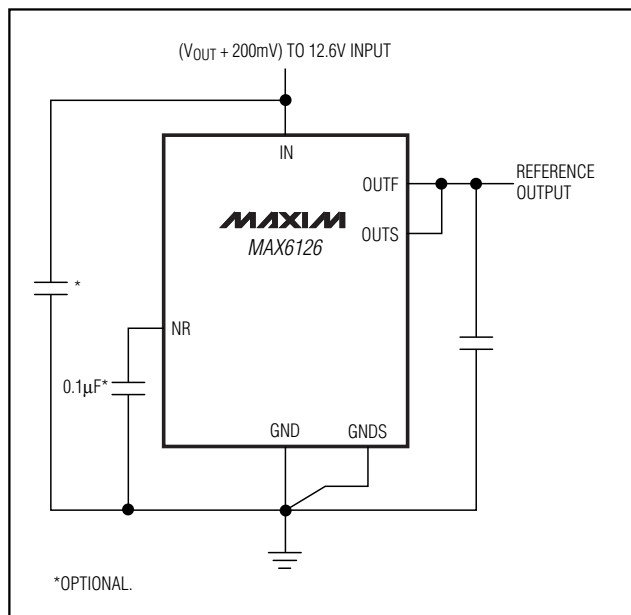 (VOUT + 200mV) TO 12.6V INPUT
IN
OUTF
REFERENCE
OUTPUT
MAXIM
OUTS
MAX6126
*
NR
0.1μF*
GND
GNDS
*OPTIONAL.